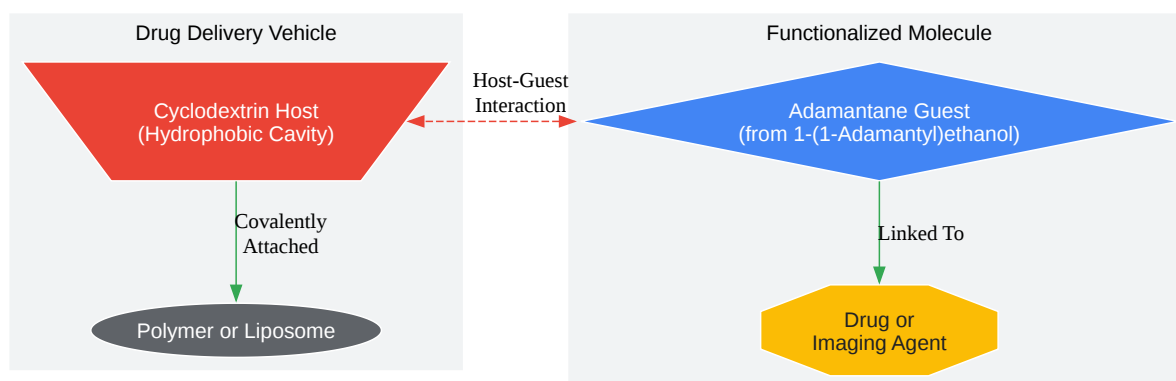 Drug Delivery Vehicle
Cyclodextrin Host
(Hydrophobic Cavity)
Covalently
Attached
Polymer or Liposome
Host-Guest
Interaction
Functionalized Molecule
Adamantane Guest
(from 1-(1-Adamantyl)ethanol)
Linked To
Drug or
Imaging Agent